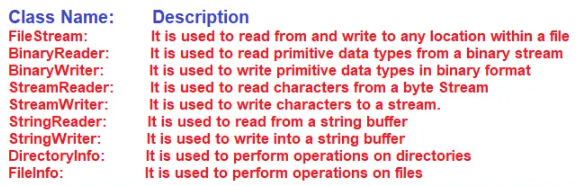 Class Name: Description
FileStream: It is used to read from and write to any location within a file
BinaryReader: It is used to read primitive data types from a binary stream
BinaryWriter: It is used to write primitive data types in binary format
StreamReader: It is used to read characters from a byte Stream
StreamWriter: It is used to write characters to a stream.
StringReader: It is used to read from a string buffer
StringWriter: It is used to write into a string buffer
DirectoryInfo: It is used to perform operations on directories
FileInfo: It is used to perform operations on files